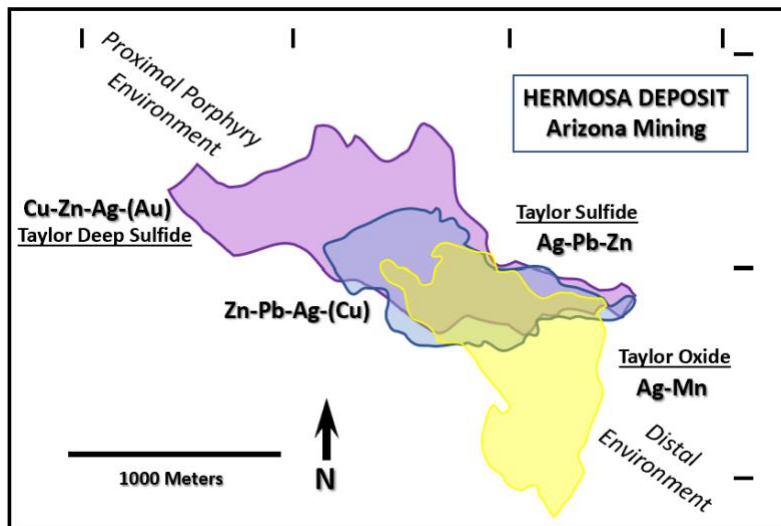 Proximal Porphyry
Environment
HERMOSA DEPOSIT
Arizona Mining
Cu-Zn-Ag-(Au)
Taylor Deep Sulfide
Taylor Sulfide
Ag-Pb-Zn
Zn-Pb-Ag-(Cu)
Taylor Oxide
Ag-Mn
Distal
Environment
1000 Meters
N